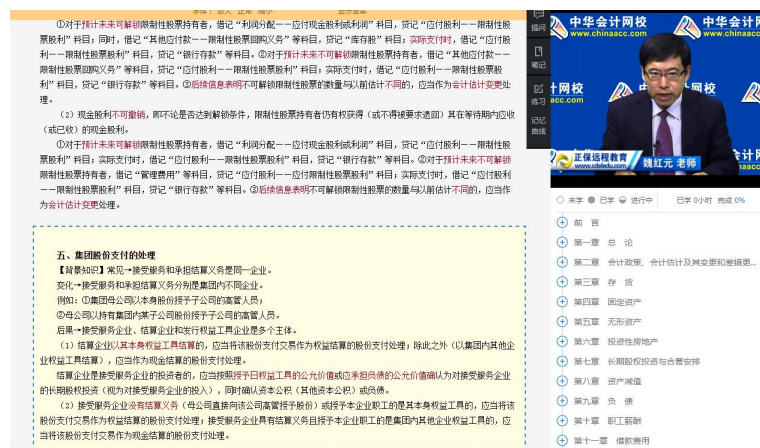 ①对于预计未来可解锁限制性股票持有者，借记“利润分配——应付现金股利或利润”科目，贷记“应付股利——限制性股
票股利”科目；同时，借记“其他应付款——限制性股票回购义务”等科目，贷记“库存股”科目；实际支付时，借记“应付股
利——限制性股票股利”科目，贷记“银行存款”等科目。②对于预计未来不可解锁限制性股票持有者，借记“其他应付款——
限制性股票回购义务”等科目，贷记“应付股利——限制性股票股利”科目；实际支付时，借记“应付股利——限制性股票股
利”科目，贷记“银行存款”等科目。③后续信息表明不可解锁限制性股票的数量与以前估计不同的，应当作为会计估计变更处
理。
（2）现金股利不可撤销，即不论是否达到解锁条件，限制性股票持有者仍有权获得（或不得被要求退回）其在等待期内应收
（或已收）的现金股利。
①对于预计未来可解锁限制性股票持有者，借记“利润分配——应付现金股利或利润”科目，贷记“应付股利——限制性股
票股利”科目；实际支付时，借记“应付股利——限制性股票股利”科目，贷记“银行存款”等科目。②对于预计未来不可解锁
限制性股票持有者，借记“管理费用”等科目，贷记“应付股利——限制性股票股利”科目；实际支付时，借记“应付股利
——限制性股票股利”科目，贷记“银行存款”等科目。③后续信息表明不可解锁限制性股票的数量与以前估计不同的，应当作
为会计估计变更处理。
五、集团股份支付的处理
【背景知识】常见→接受服务和承担结算义务是同一企业。
变化→接受服务和承担结算义务分别是集团内不同企业。
例如：①集团母公司以本身股份授予子公司的高管人员；
②母公司以持有集团内某子公司股份授予其高管人员。
后果→接受服务企业、结算企业和发行权益工具企业是多个主体。
（1）结算企业以其本身权益工具结算的，应当将该股份支付交易作为权益结算的股份支付处理；除此之外（以集团内其他企
业权益工具结算），应当作为现金结算的股份支付处理。
结算企业是接受服务企业的投资者的，应当按照授予日权益工具的公允价值或应承担负债的公允价值确认为对接受服务企业
的长期股权投资（视为对接受服务企业的投入），同时确认资本公积（其他资本公积）或负债。
（2）接受服务企业没有结算义务（母公司直接向该公司高管授予股份）或授予本企业职工的是其本身权益工具的，应当将该
股份支付交易作为权益结算的股份支付处理；接受服务企业具有结算义务且授予本企业职工的是集团内其他企业权益工具的，应
当将该股份支付交易作为现金结算的股份支付处理。
提问
笔记
练习
记忆
曲线
中华会计网校
www.chinaacc.com
中华会计网校
www.chinaacc.com
正保远程教育
www.cdeledu.com
魏红元 老师
未学 已学 进行中 已学 0小时 完成 0%
前 言
第一章 总 论
第二章 会计政策、会计估计及其变更和差错更...
第三章 存 货
第四章 固定资产
第五章 无形资产
第六章 投资性房地产
第七章 长期股权投资与合营安排
第八章 资产减值
第九章 负 债
第十章 职工薪酬
第十一章 借款费用